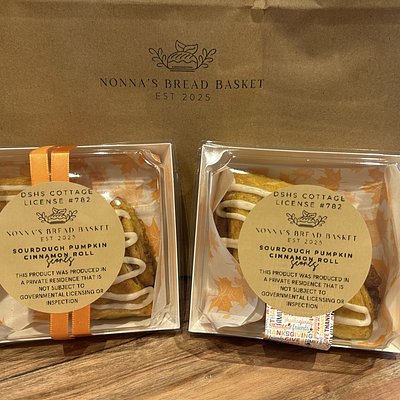 NONNA'S BREAD BASKET
EST 2025
DSHS COTTAGE
LICENSE #782
NONNA'S BREAD BASKET
EST 2025
SOURDOUGH PUMPKIN
CINNAMON ROLL
Scones
THIS PRODUCT WAS PRODUCED IN
A PRIVATE RESIDENCE THAT IS
NOT SUBJECT TO
GOVERNMENTAL LICENSING OR
INSPECTION
DSHS COTTAGE
LICENSE #782
NONNA'S BREAD BASKET
EST 2025
SOURDOUGH PUMPKIN
CINNAMON ROLL
Scones
THIS PRODUCT WAS PRODUCED IN
A PRIVATE RESIDENCE THAT IS
NOT SUBJECT TO
GOVERNMENTAL LICENSING OR
INSPECTION